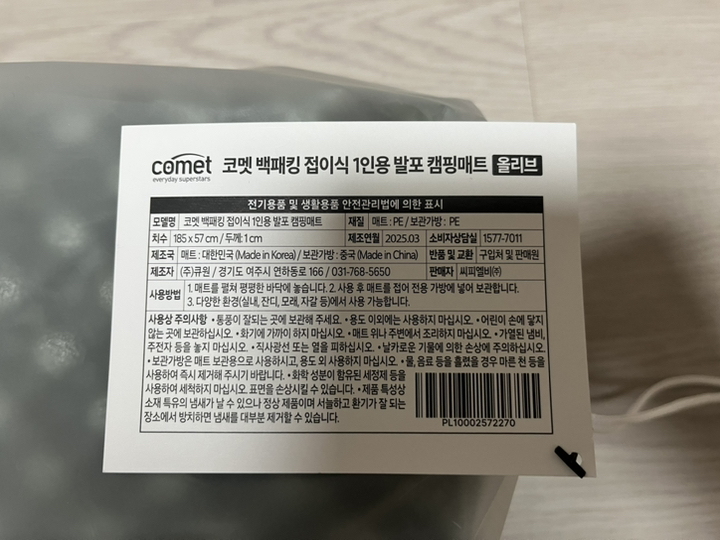 comet
everyday superstars
코멧 백패킹 접이식 1인용 발포 캠핑매트 올리브
전기용품 및 생활용품 안전관리법에 의한 표시
모델명 코멧 백패킹 접이식 1인용 발포 캠핑매트 재질 매트 : PE / 보관가방 : PE
치수 185 x 57 cm / 두께: 1 cm 제조연월 2025.03 소비자상담실 1577-7011
제조국 매트 : 대한민국 (Made in Korea) / 보관가방 : 중국 (Made in China) 반품 및 교환 구입처 및 판매원
제조자 (주)큐원 / 경기도 여주시 연하동로 166 / 031-768-5650 판매자 씨피엘비㈜
사용방법 1. 매트를 펼쳐 평평한 바닥에 놓습니다. 2. 사용 후 매트를 접어 전용 가방에 넣어 보관합니다.
3. 다양한 환경(실내, 잔디, 모래, 자갈 등)에서 사용 가능합니다.
사용상 주의사항 • 통풍이 잘되는 곳에 보관해 주세요. • 용도 이외에는 사용하지 마십시오. • 어린이 손에 닿지
않는 곳에 보관하십시오. • 화기에 가까이 하지 마십시오. • 매트 위나 주변에서 조리하지 마십시오. • 가열된 냄비,
주전자 등을 놓지 마십시오. • 직사광선 또는 열을 피하십시오. • 날카로운 기물에 의한 손상에 주의하십시오.
• 보관가방은 매트 보관용으로 사용하시고, 용도 외 사용하지 마십시오. • 물, 음료 등을 흘렸을 경우 마른 천 등을
사용하여 즉시 제거해 주시기 바랍니다. • 화학 성분이 함유된 세정제 등을
사용하여 세척하지 마십시오. 표면을 손상시킬 수 있습니다. • 제품 특성상
소재 특유의 냄새가 날 수 있으나 정상 제품이며 서늘하고 환기가 잘 되는
장소에서 방치하면 냄새를 대부분 제거할 수 있습니다.
PL10002572270